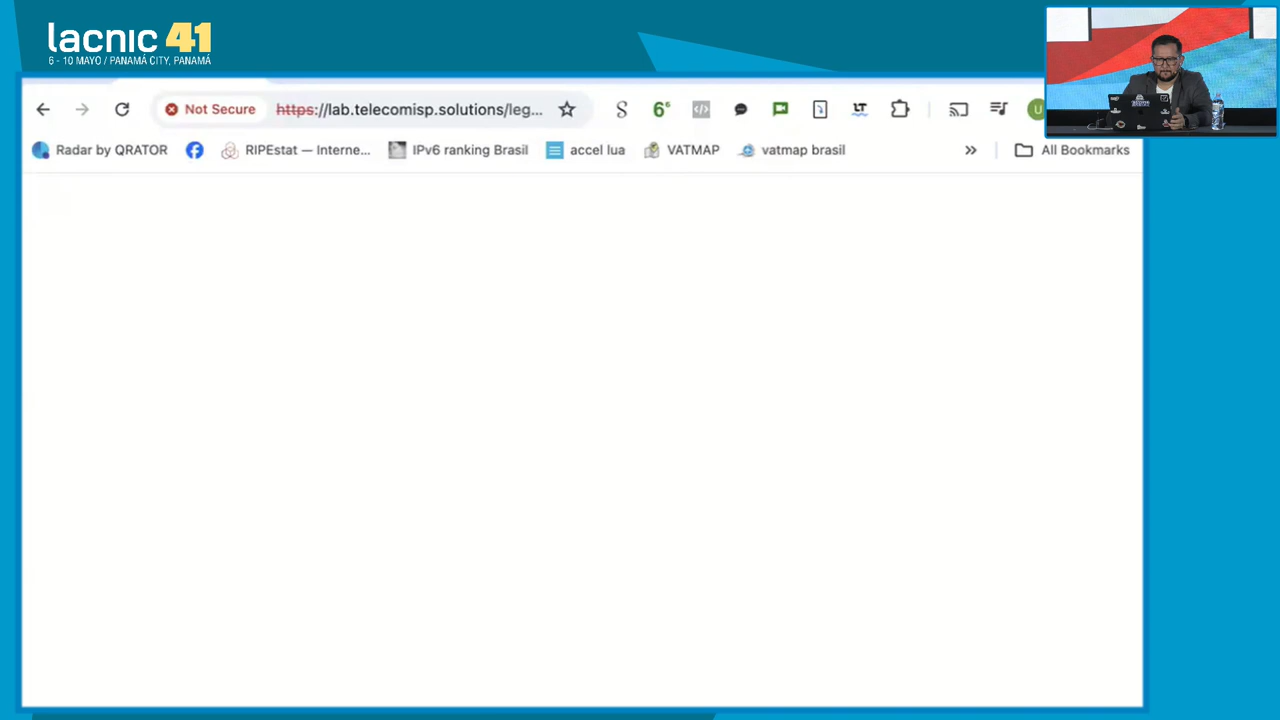 lacnic 41
6 - 10 MAYO / PANAMÁ CITY, PANAMÁ
Not Secure https://lab.telecomisp.solutions/leg...
Radar by QRATOR RIPEstat — Interne... IPv6 ranking Brasil accel lua VATMAP vatmap brasil » All Bookmarks